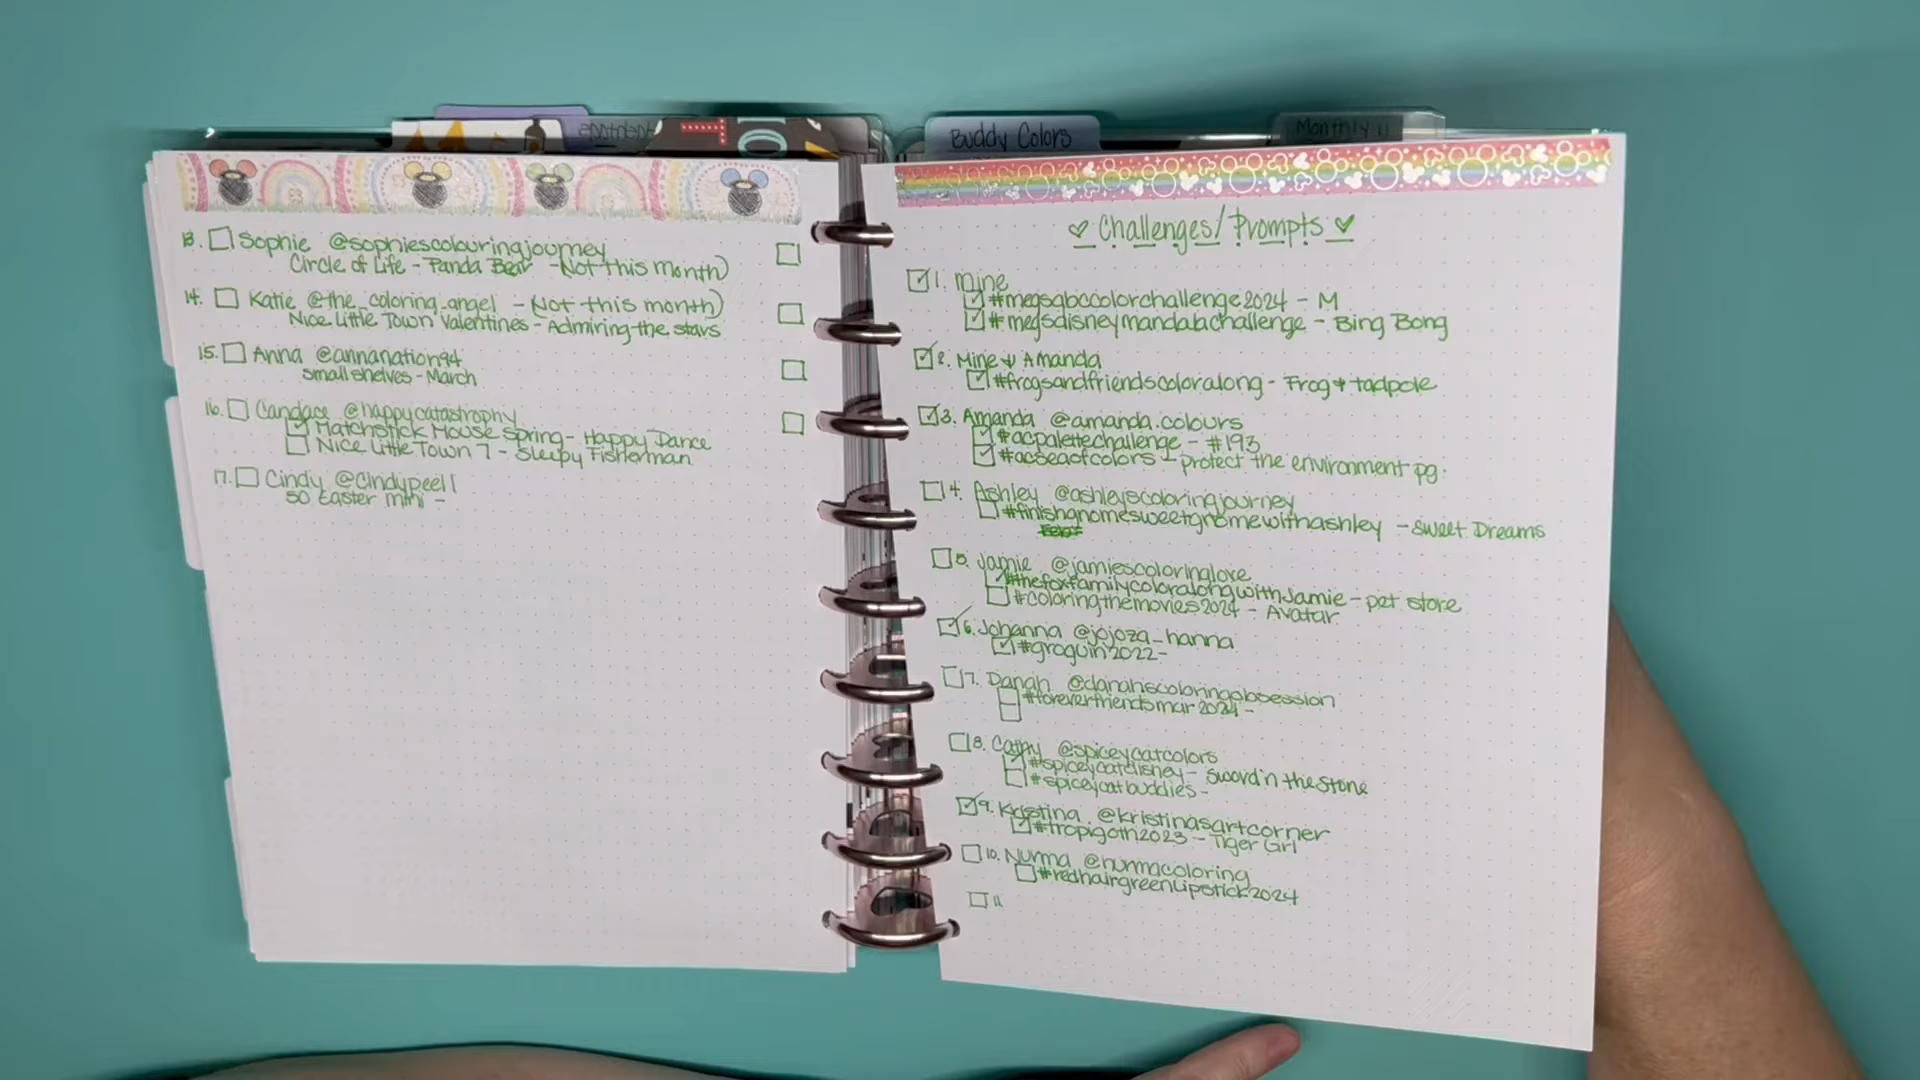 Buddy Colors
Monthly
13. Sophie @sophiescolouringjourney
Circle of Life - Panda Bear - Not this month)
14. Katie @the_coloring_angel - (Not this month)
Nice Little Town Valentines - Admiring the stars
15. Anna @annanation94
small shelves - March
16. Candace @happycatastrophy
Matchstick Mouse Spring - Happy Dance
Nice Little Town 7 - Sleepy Fisherman
17. Cindy @cindypeel1
50 Easter mini -
Challenges/Prompts
1. Mine
#megsgbccolorchallenge2024 - M
#megsdisneymandalachallenge - Bing Bong
2. Mine & Amanda
#frogsandfriendscoloralong - Frog & tadpole
3. Amanda @amanda.colours
#acpalettechallenge - #193
#acseaofcolors - protect the environment pg.
4. Ashley @ashleyscoloringjourney
#finishgnomesweetgnomewithashley - Sweet Dreams
5. Jamie @jamiescoloringlove
#thefoxfamilycoloralongwithJamie - pet store
#coloringthemovies2024 - Avatar
6. Johanna @jojoza_hanna
#groguin2022 -
7. Danah @danahscoloringobsession
#foreverfriendsmar2024 -
8. Cathy @spiceycatcolors
#spiceycatdisney - Sword'n the Stone
#spiceycatbuddies -
9. Kristina @kristinasartcorner
#tropigoth2023 - Tiger Girl
10. Nurma @nurmacoloring
#redhairgreenlipstick2024
11